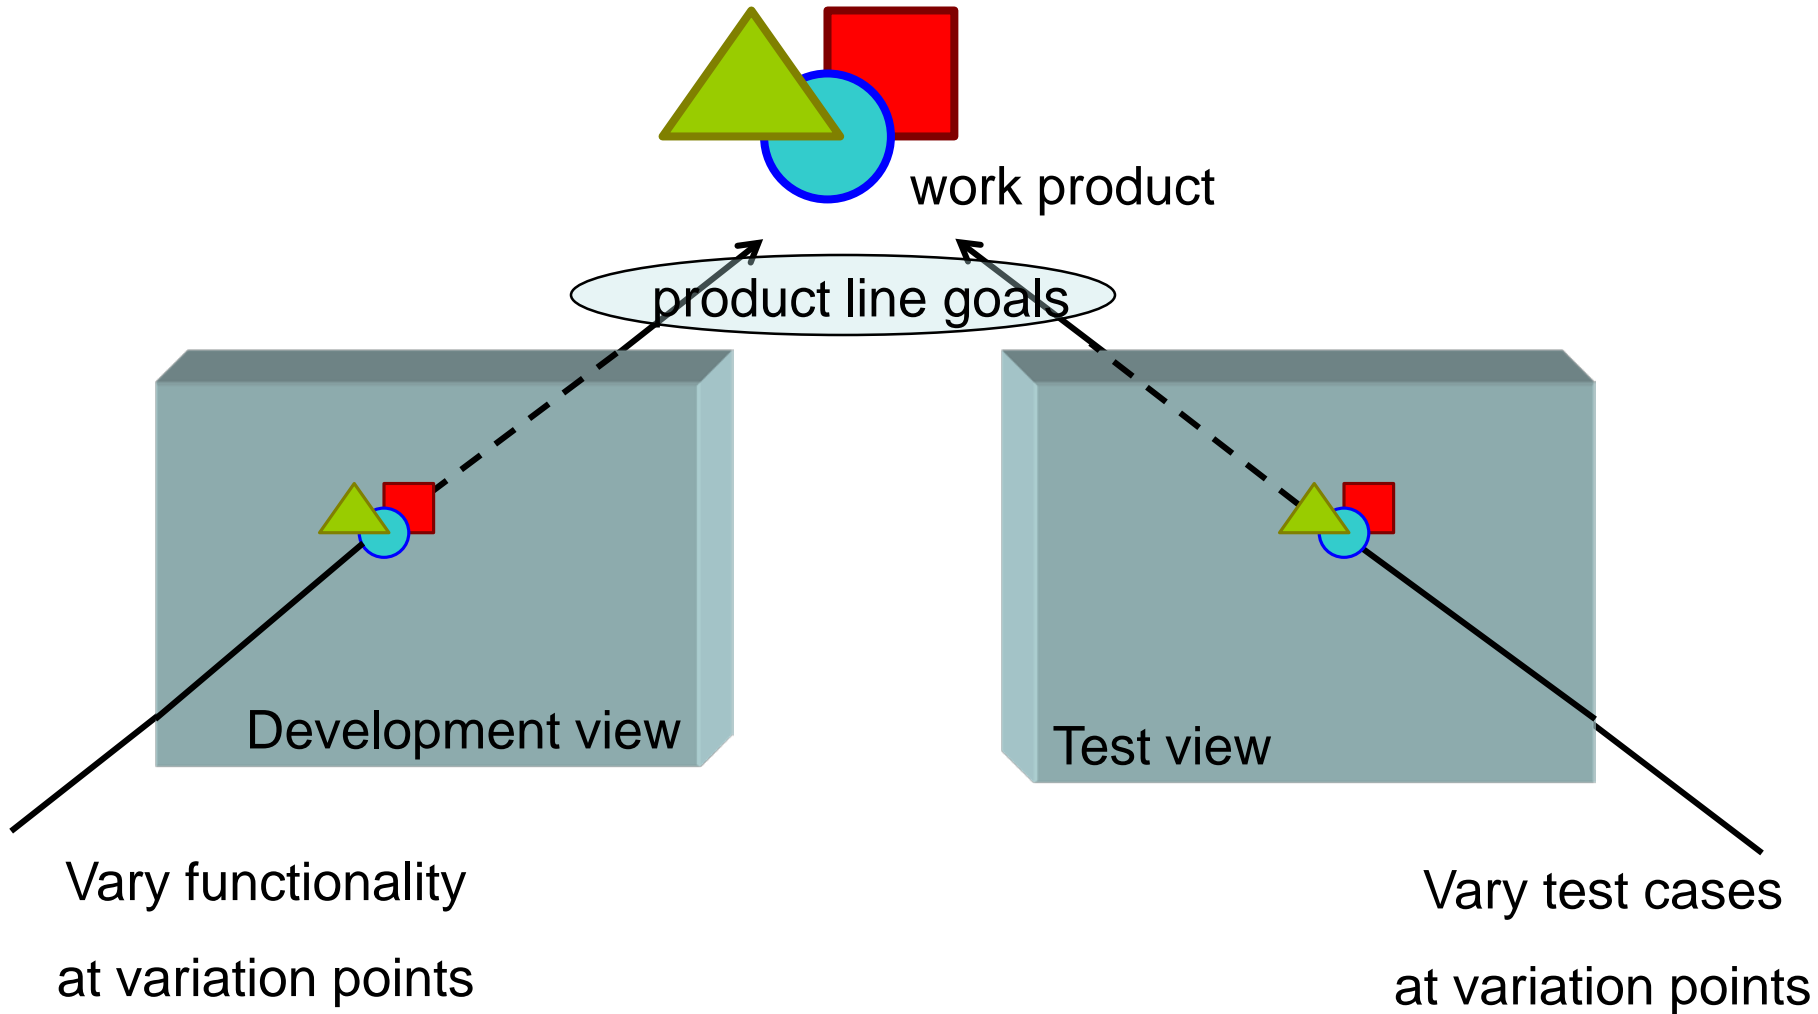 work product
product line goals
Development view
Test view
Vary functionality
at variation points
Vary test cases
at variation points